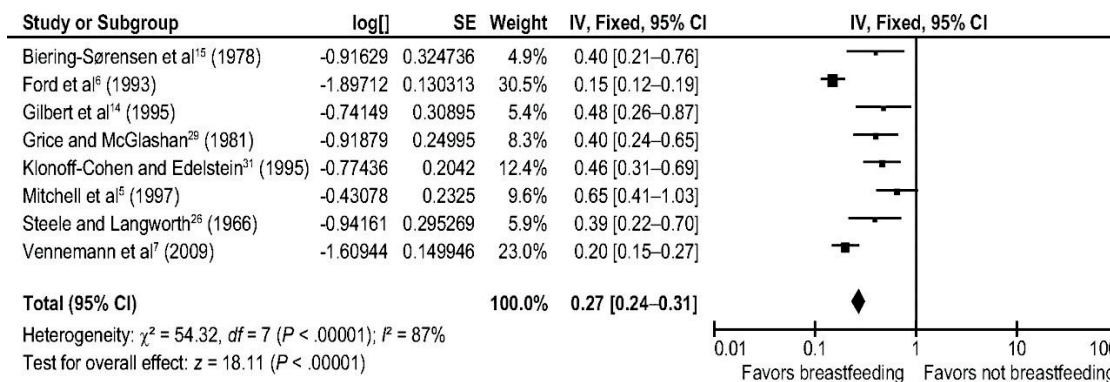 Study or Subgroup log[] SE Weight IV, Fixed, 95% CI IV, Fixed, 95% CI
Biering-Sørensen et al¹⁵ (1978) -0.91629 0.324736 4.9% 0.40 [0.21–0.76]
Ford et al⁶ (1993) -1.89712 0.130313 30.5% 0.15 [0.12–0.19]
Gilbert et al¹⁴ (1995) -0.74149 0.30895 5.4% 0.48 [0.26–0.87]
Grice and McGlashan²⁹ (1981) -0.91879 0.24995 8.3% 0.40 [0.24–0.65]
Klonoff-Cohen and Edelstein³¹ (1995) -0.77436 0.2042 12.4% 0.46 [0.31–0.69]
Mitchell et al⁵ (1997) -0.43078 0.2325 9.6% 0.65 [0.41–1.03]
Steele and Langworth²⁶ (1966) -0.94161 0.295269 5.9% 0.39 [0.22–0.70]
Vennemann et al⁷ (2009) -1.60944 0.149946 23.0% 0.20 [0.15–0.27]
Total (95% CI) 100.0% 0.27 [0.24–0.31]
Heterogeneity: χ² = 54.32, df = 7 (P < .00001); I² = 87%
Test for overall effect: z = 18.11 (P < .00001)
0.01 0.1 1 10 100
Favors breastfeeding Favors not breastfeeding